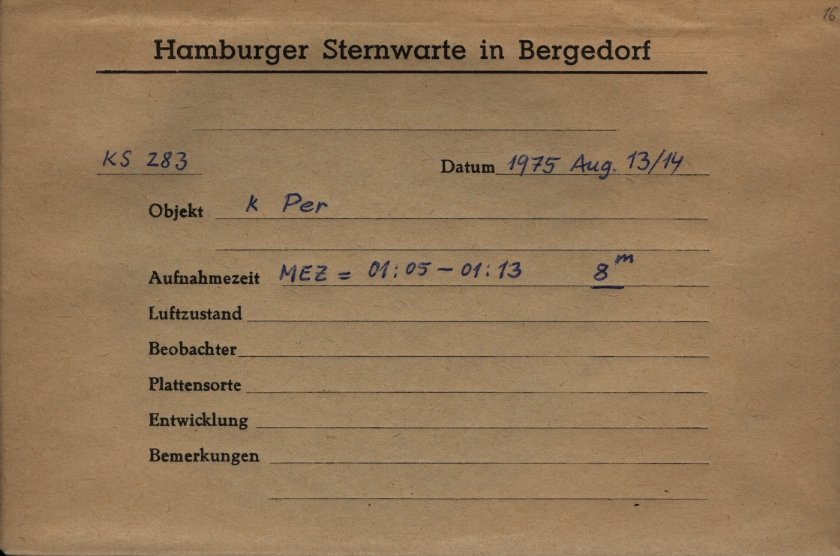 16
Hamburger Sternwarte in Bergedorf
KS 283 Datum 1975 Aug. 13/14
Objekt k Per
Aufnahmezeit MEZ = 01:05 - 01:13 8ᵐ
Luftzustand
Beobachter
Plattensorte
Entwicklung
Bemerkungen